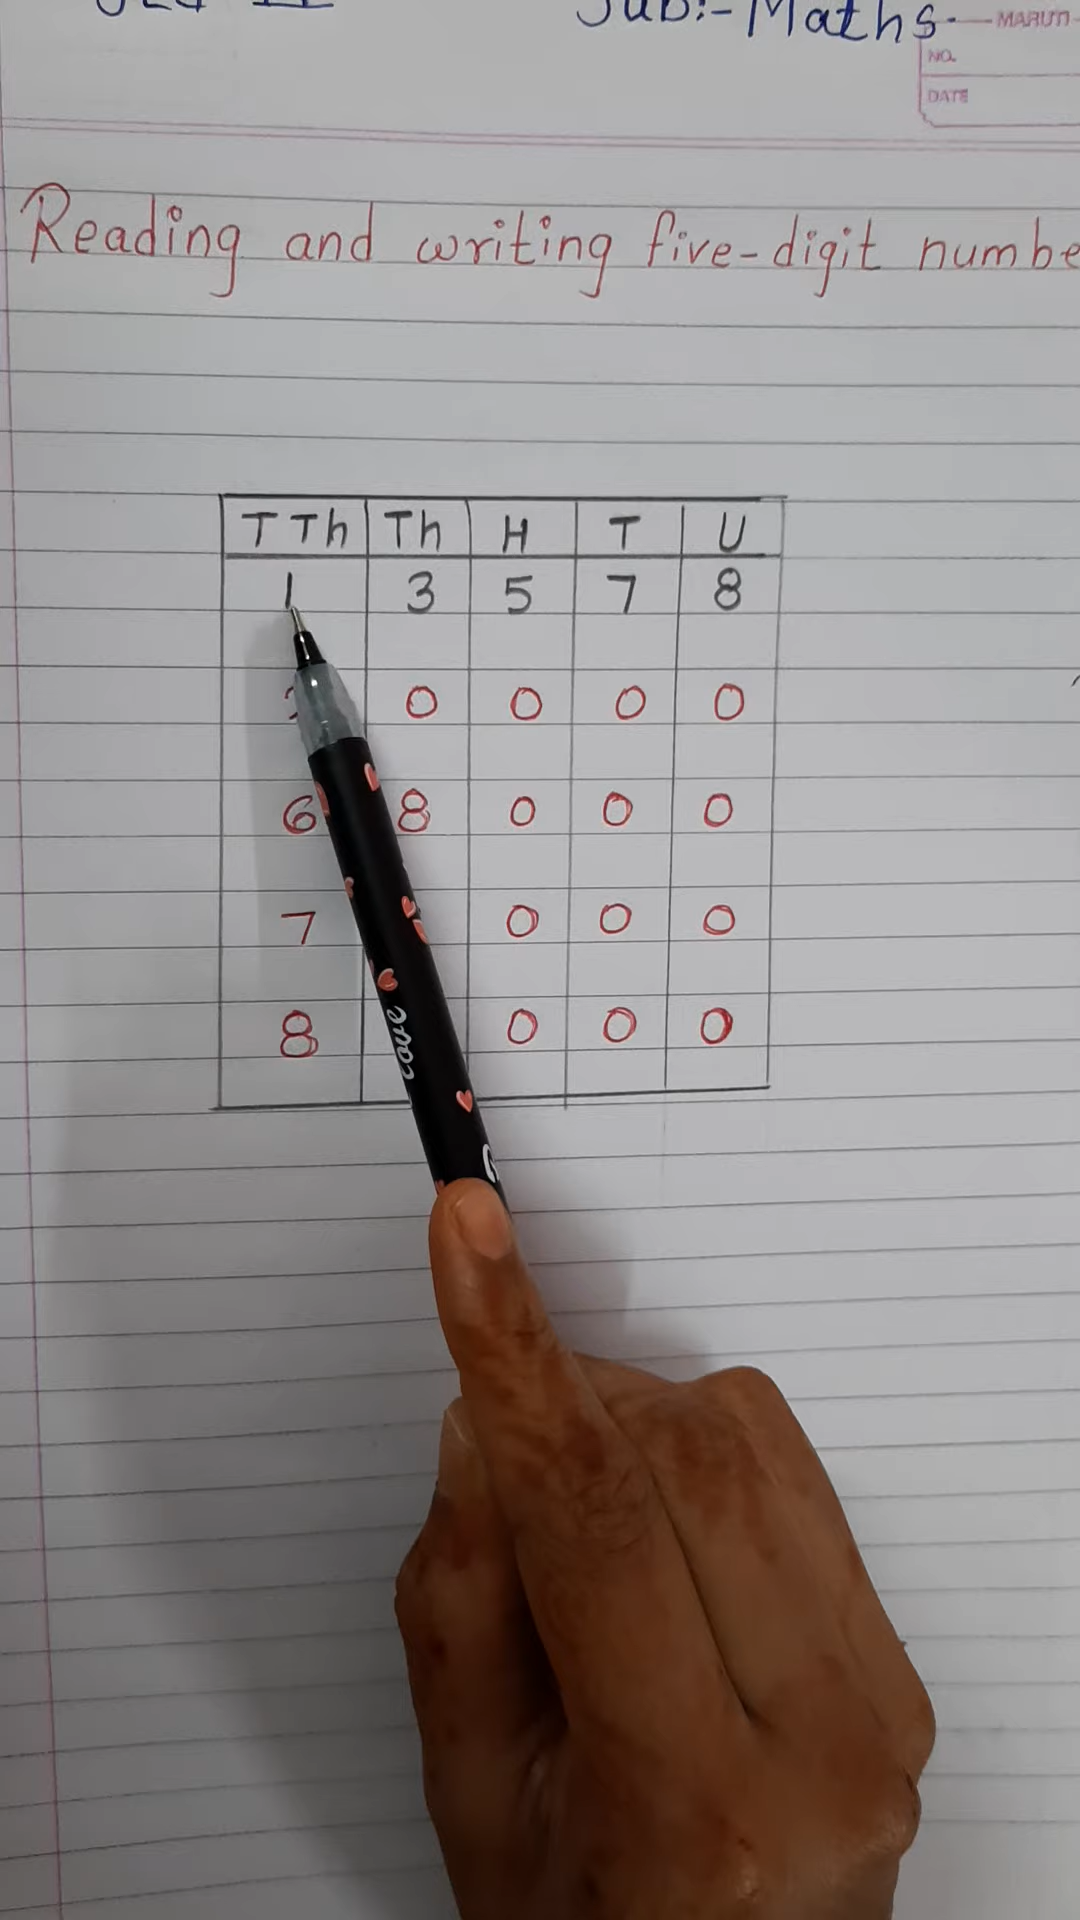 Sub:- Maths.
MARUTI
NO.
DATE
Reading and writing five-digit numbe
T Th Th H T U
1 3 5 7 8
0 0 0 0
6 8 0 0 0
7 0 0 0
8 0 0 0
love